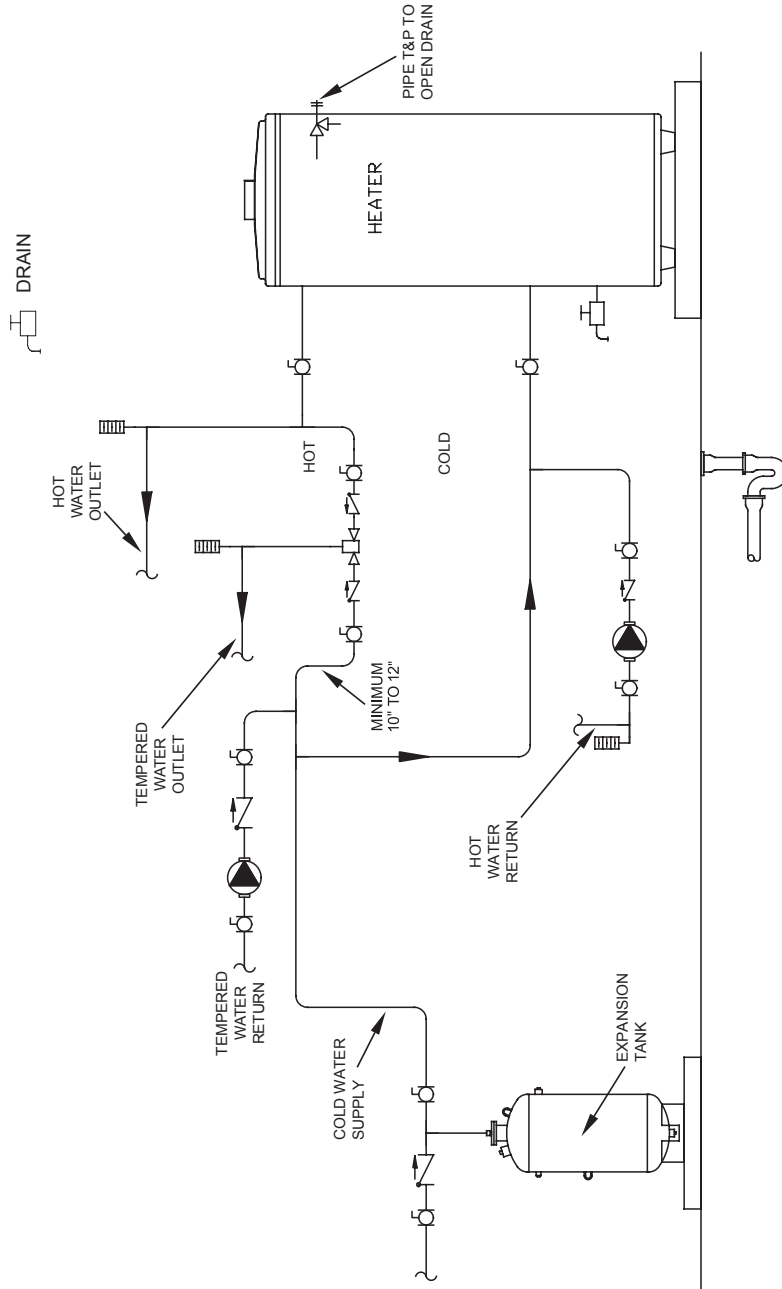 DRAIN
PIPE T&P TO
OPEN DRAIN
HEATER
HOT
WATER
OUTLET
HOT
COLD
TEMPERED
WATER
OUTLET
MINIMUM
10" TO 12"
TEMPERED
WATER
RETURN
HOT
WATER
RETURN
COLD WATER
SUPPLY
EXPANSION
TANK